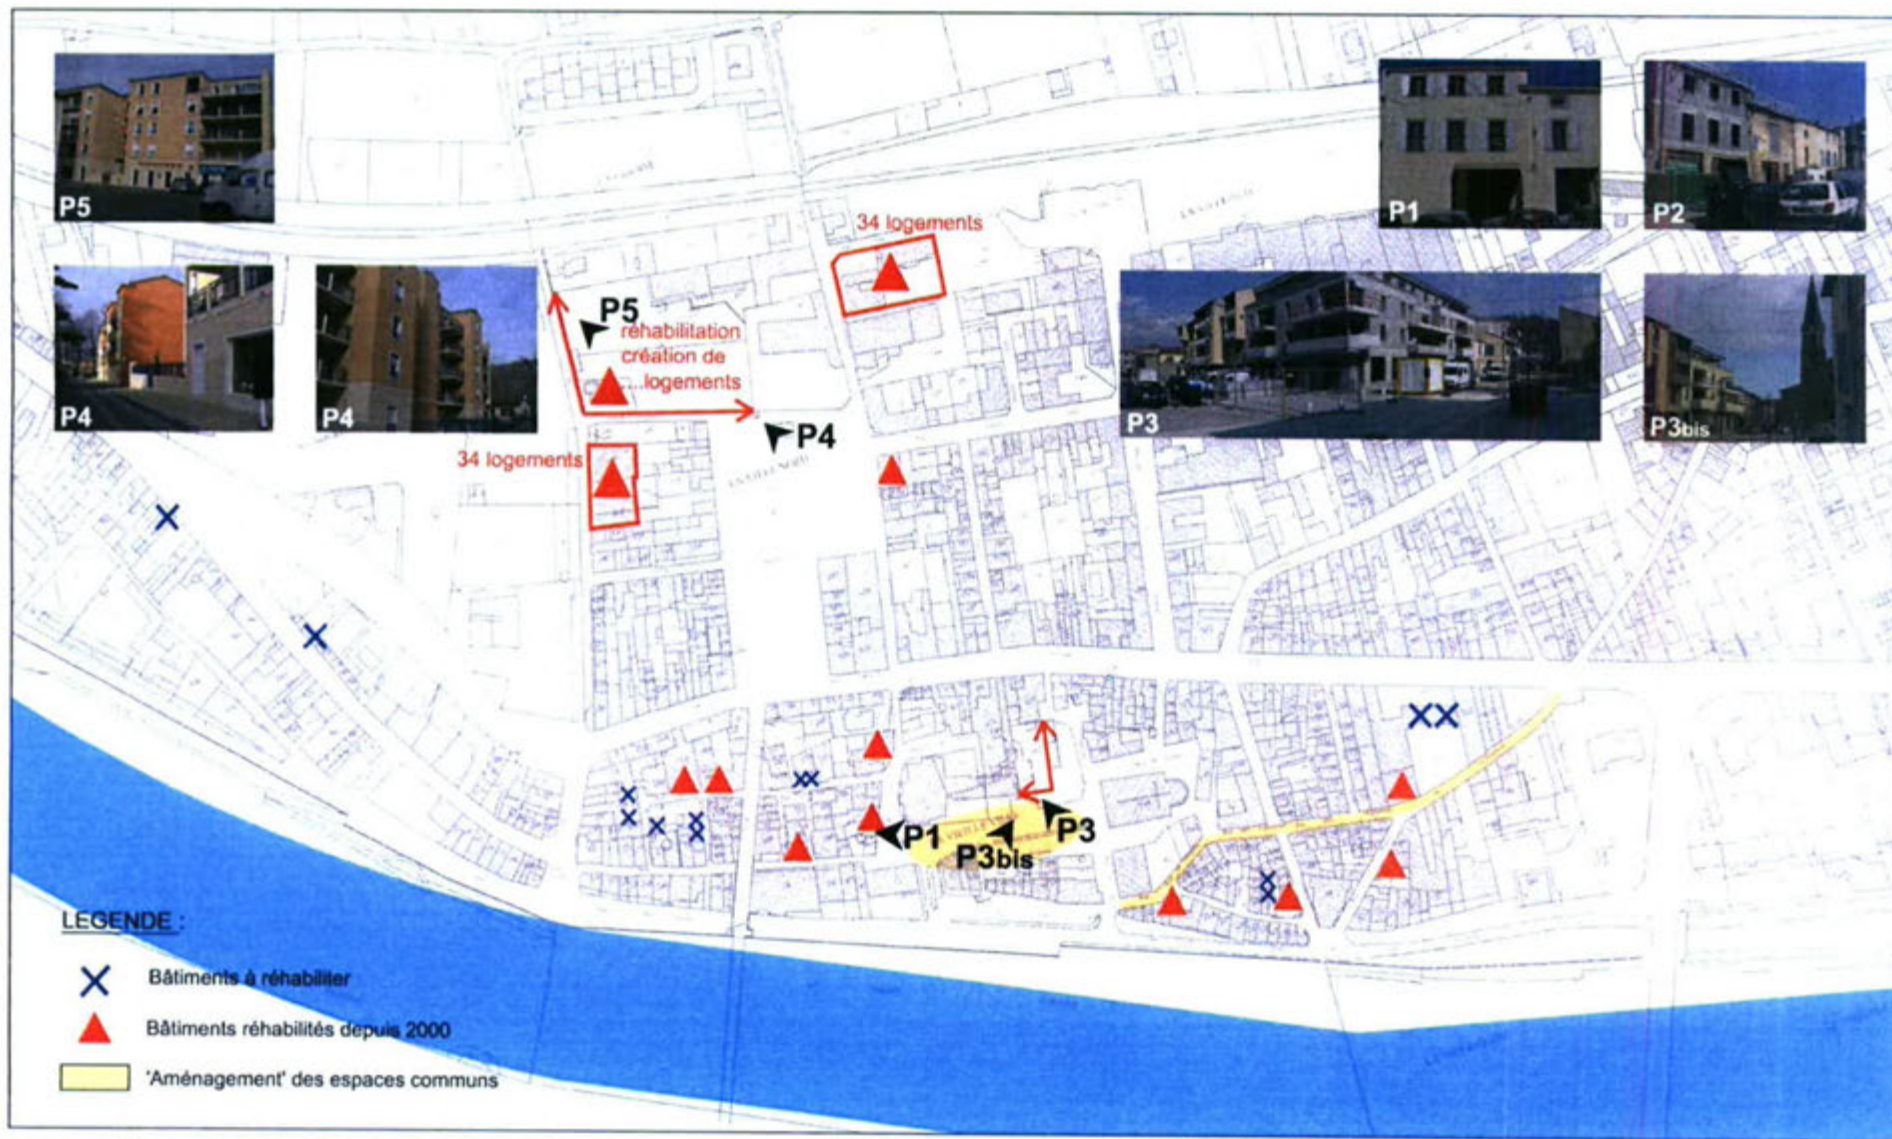 P5
P1
P2
34 logements
P5
réhabilitation
création de
...logements
P4
P4
P3
P3bis
P4
34 logements
P1
P3bis
P3
LEGENDE :
Bâtiments à réhabiliter
Bâtiments réhabilités depuis 2000
'Aménagement' des espaces communs